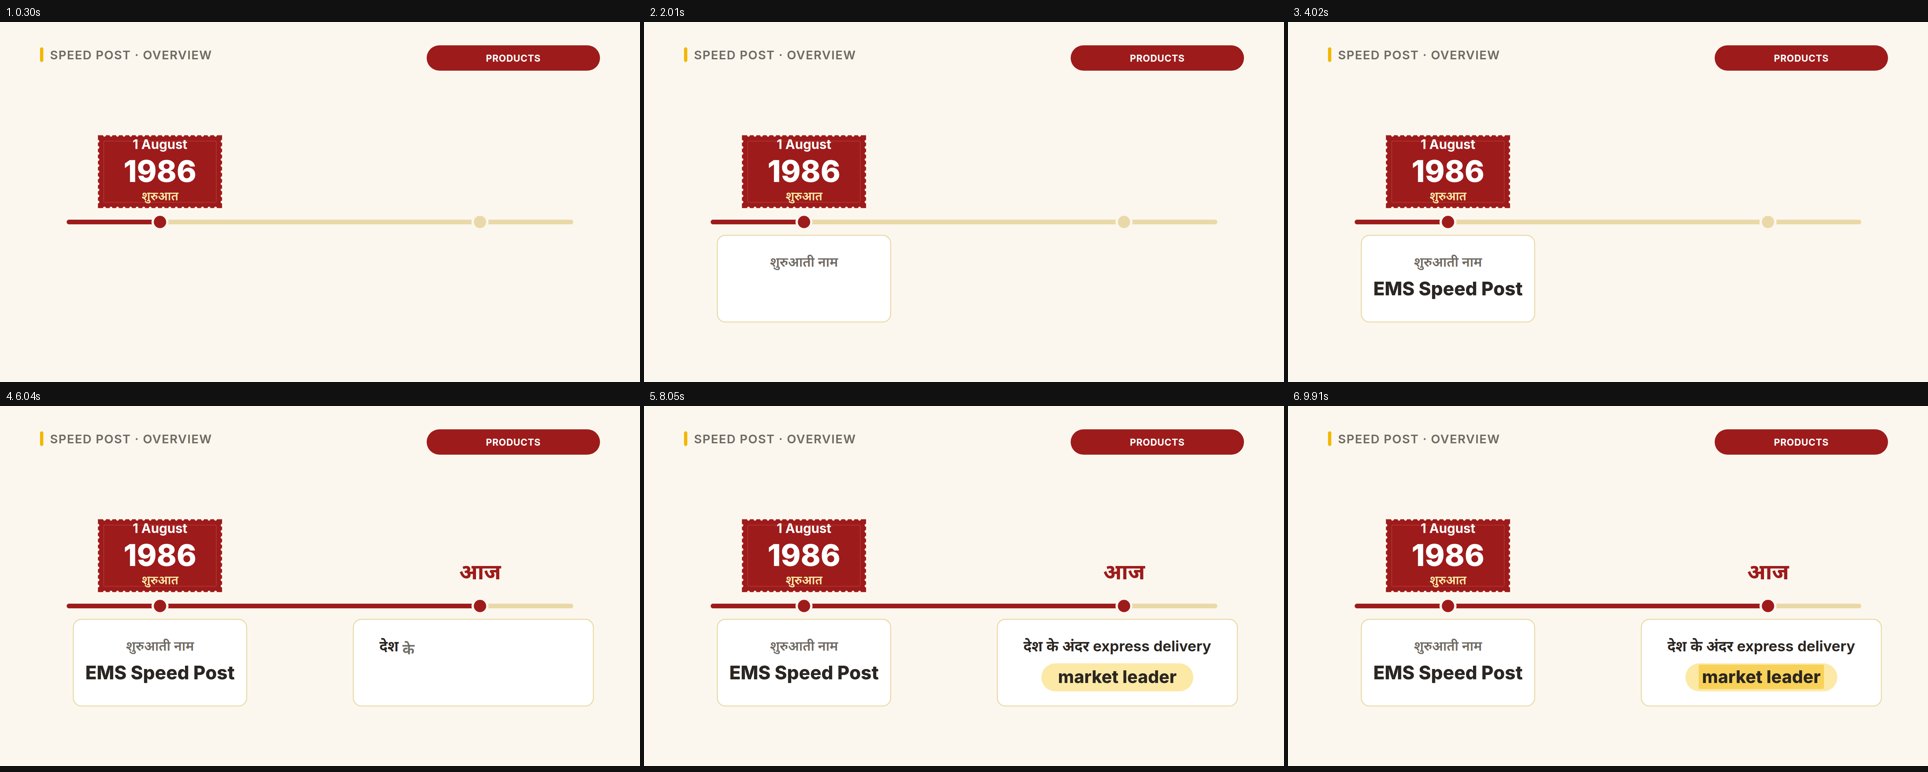 1. 0.30s
SPEED POST · OVERVIEW
PRODUCTS
1 August
1986
शुरुआत
2. 2.01s
SPEED POST · OVERVIEW
PRODUCTS
1 August
1986
शुरुआत
शुरुआती नाम
3. 4.02s
SPEED POST · OVERVIEW
PRODUCTS
1 August
1986
शुरुआत
शुरुआती नाम
EMS Speed Post
4. 6.04s
SPEED POST · OVERVIEW
PRODUCTS
1 August
1986
शुरुआत
आज
शुरुआती नाम
EMS Speed Post
देश के
5. 8.05s
SPEED POST · OVERVIEW
PRODUCTS
1 August
1986
शुरुआत
आज
शुरुआती नाम
EMS Speed Post
देश के अंदर express delivery
market leader
6. 9.91s
SPEED POST · OVERVIEW
PRODUCTS
1 August
1986
शुरुआत
आज
शुरुआती नाम
EMS Speed Post
देश के अंदर express delivery
market leader